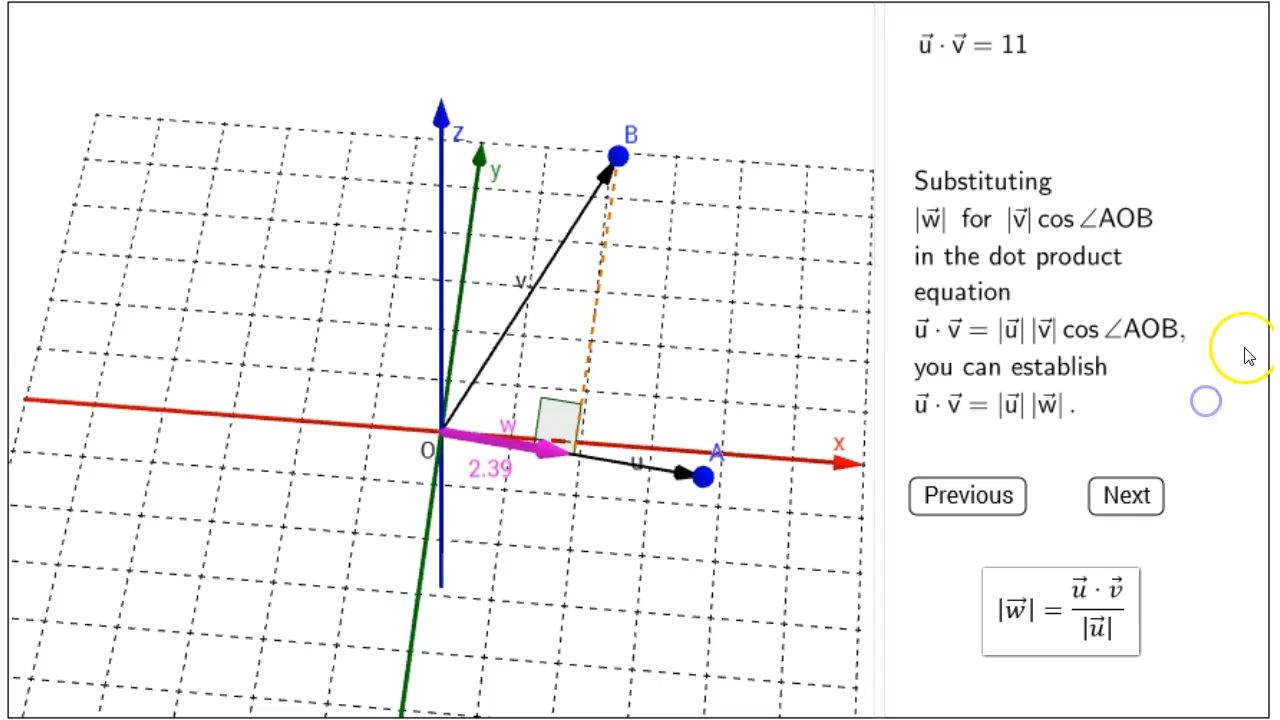 z
B
y
v
w
O
2.39
u
A
x
u⃗ · v⃗ = 11
Substituting
|w⃗| for |v⃗| cos ∠AOB
in the dot product
equation
u⃗ · v⃗ = |u⃗| |v⃗| cos ∠AOB,
you can establish
u⃗ · v⃗ = |u⃗| |w⃗| .
Previous Next
|w⃗| = (u⃗ · v⃗)/|u⃗|